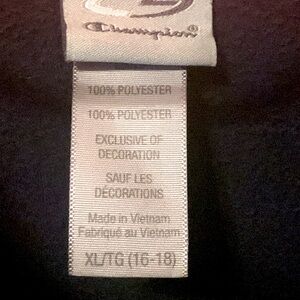 Champion®
100% POLYESTER
100% POLYESTER
EXCLUSIVE OF
DECORATION
SAUF LES
DÉCORATIONS
Made in Vietnam
Fabriqué au Vietnam
XL/TG (16-18)